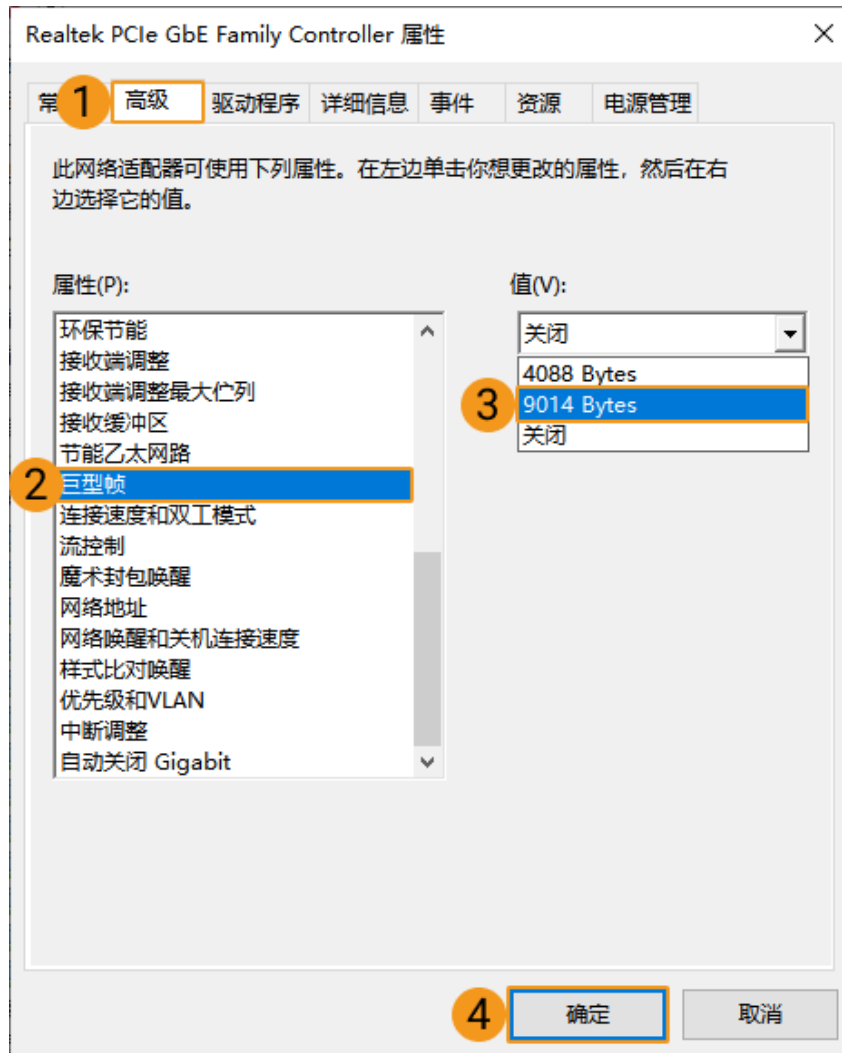 Realtek PCIe GbE Family Controller 属性
常
1
高级
驱动程序
详细信息
事件
资源
电源管理
此网络适配器可使用下列属性。在左边单击你想更改的属性，然后在右
边选择它的值。
属性(P):
值(V):
环保节能
接收端调整
接收端调整最大伫列
接收缓冲区
节能乙太网路
2
巨型帧
连接速度和双工模式
流控制
魔术封包唤醒
网络地址
网络唤醒和关机连接速度
样式比对唤醒
优先级和VLAN
中断调整
自动关闭 Gigabit
关闭
4088 Bytes
3
9014 Bytes
关闭
4
确定
取消